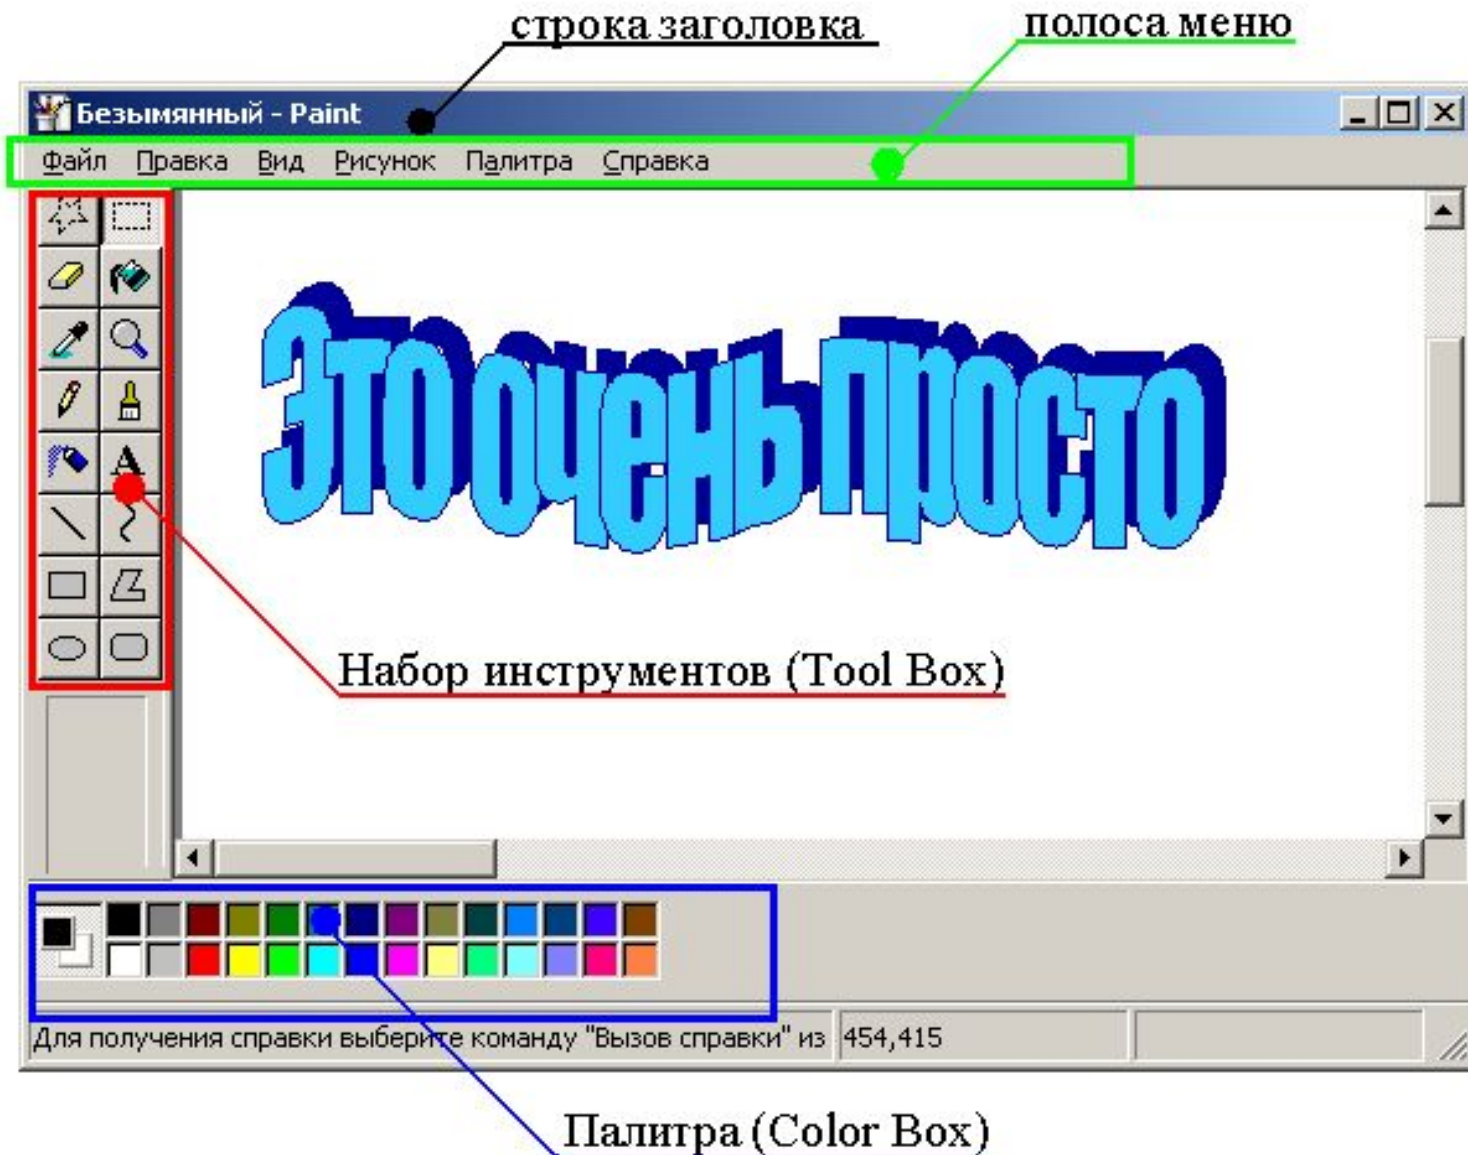 строка заголовка
полоса меню
Безымянный - Paint
Файл Правка Вид Рисунок Палитра Справка
Это очень просто
A
Набор инструментов (Tool Box)
Для получения справки выберите команду "Вызов справки" из 454,415
Палитра (Color Box)